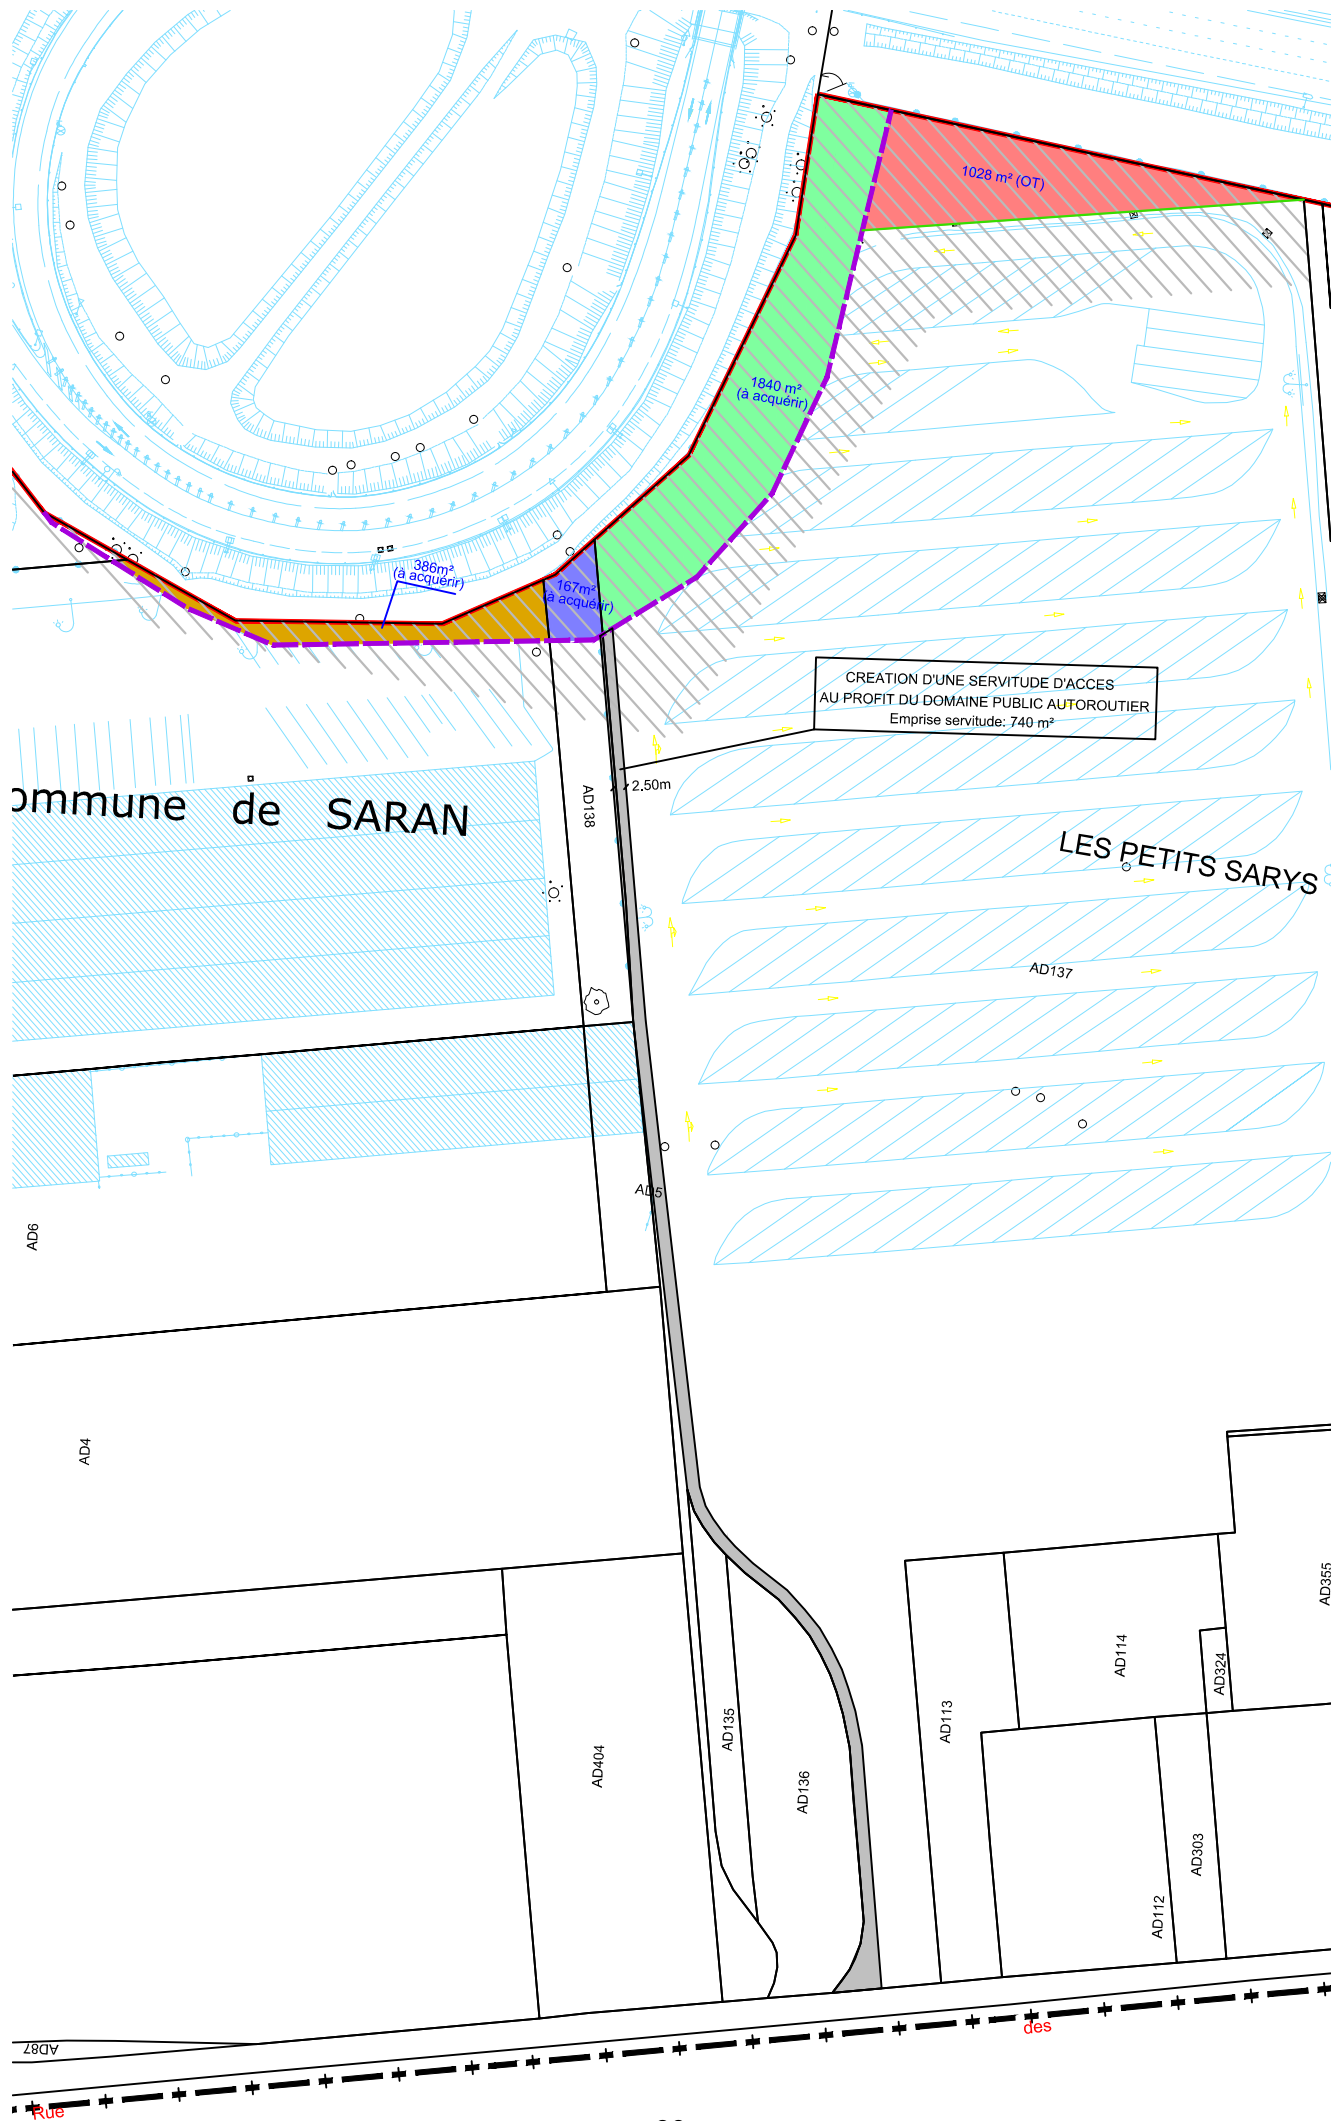 1028 m² (OT)
1840 m²
(à acquérir)
386m²
(à acquérir)
167m²
(à acquérir)
CREATION D'UNE SERVITUDE D'ACCES
AU PROFIT DU DOMAINE PUBLIC AUTOROUTIER
Emprise servitude: 740 m²
2.50m
AD138
ommune de SARAN
LES PETITS SARYS
AD137
AD5
AD6
AD4
AD355
AD114
AD324
AD113
AD135
AD404
AD136
AD303
AD112
des
AD87
Rue